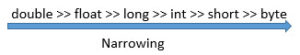 double >> float >> long >> int >> short >> byte
Narrowing